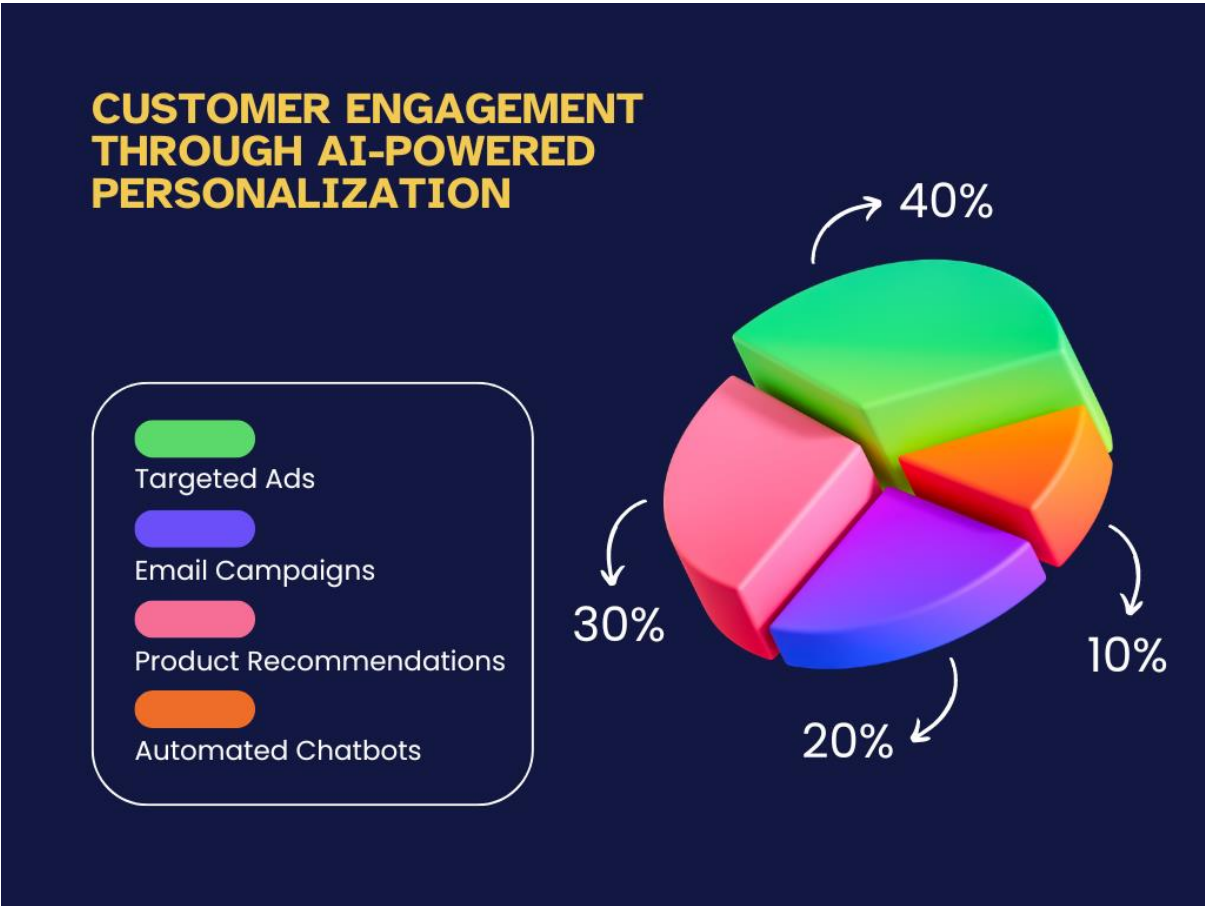 CUSTOMER ENGAGEMENT
THROUGH AI-POWERED
PERSONALIZATION
40%
Targeted Ads
Email Campaigns
Product Recommendations
Automated Chatbots
30%
10%
20%